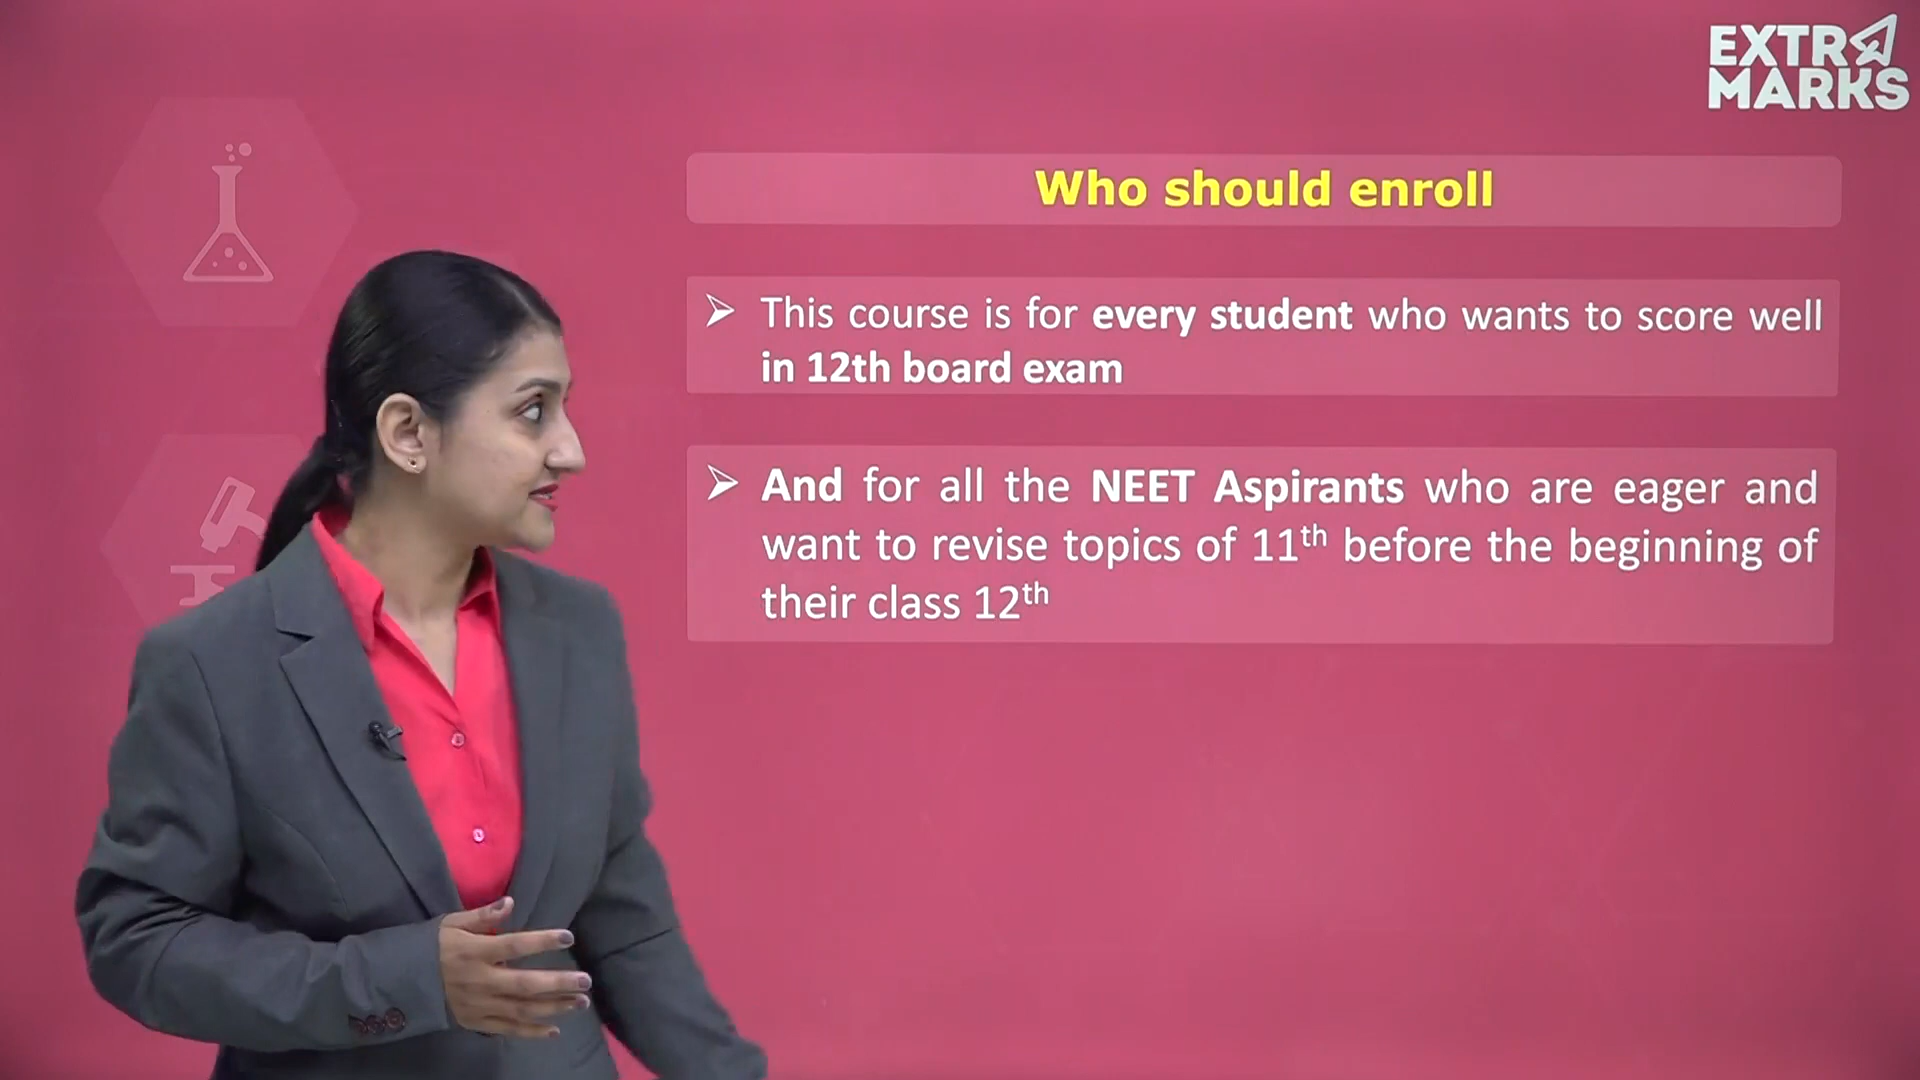 EXTRA
MARKS
Who should enroll
➢ This course is for every student who wants to score well
in 12th board exam
➢ And for all the NEET Aspirants who are eager and
want to revise topics of 11th before the beginning of
their class 12th